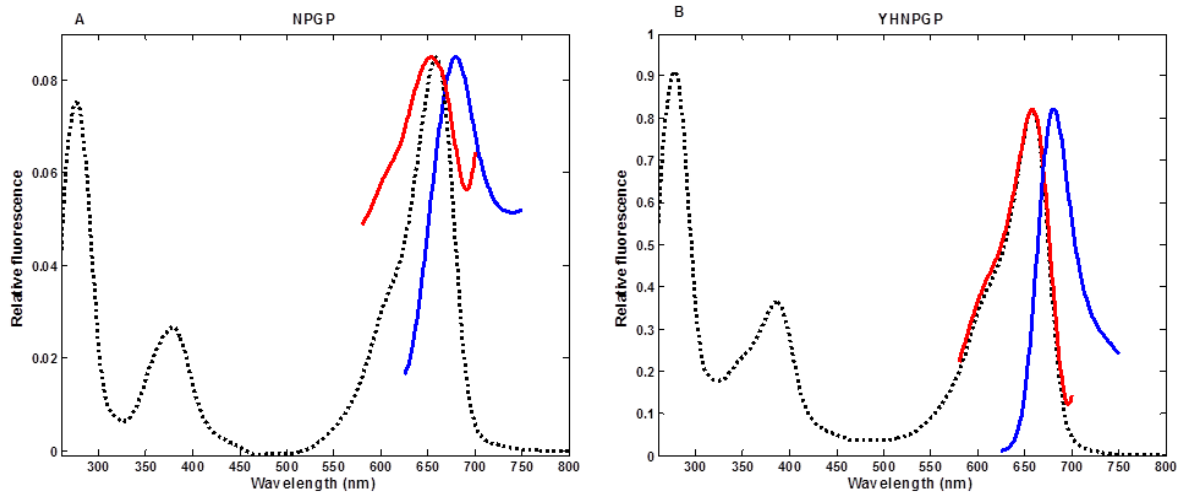 A
NPGP
0.08
0.06
0.04
0.02
0
Relative fluorescence
300 350 400 450 500 550 600 650 700 750 800
Wavelength (nm)
B
YHNPGP
1
0.9
0.8
0.7
0.6
0.5
0.4
0.3
0.2
0.1
0
Relative fluorescence
300 350 400 450 500 550 600 650 700 750 800
Wavelength (nm)